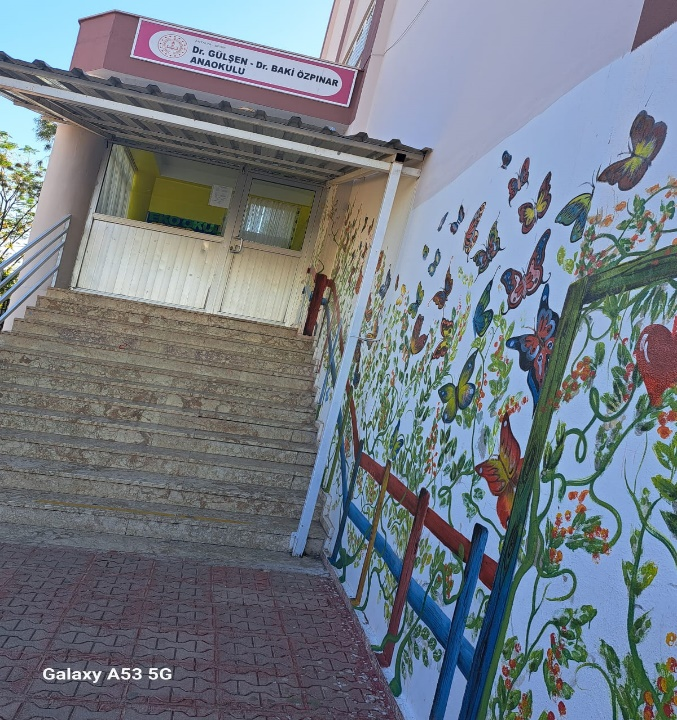 Dr. GÜLŞEN - Dr. BAKİ ÖZPINAR
ANAOKULU
Galaxy A53 5G